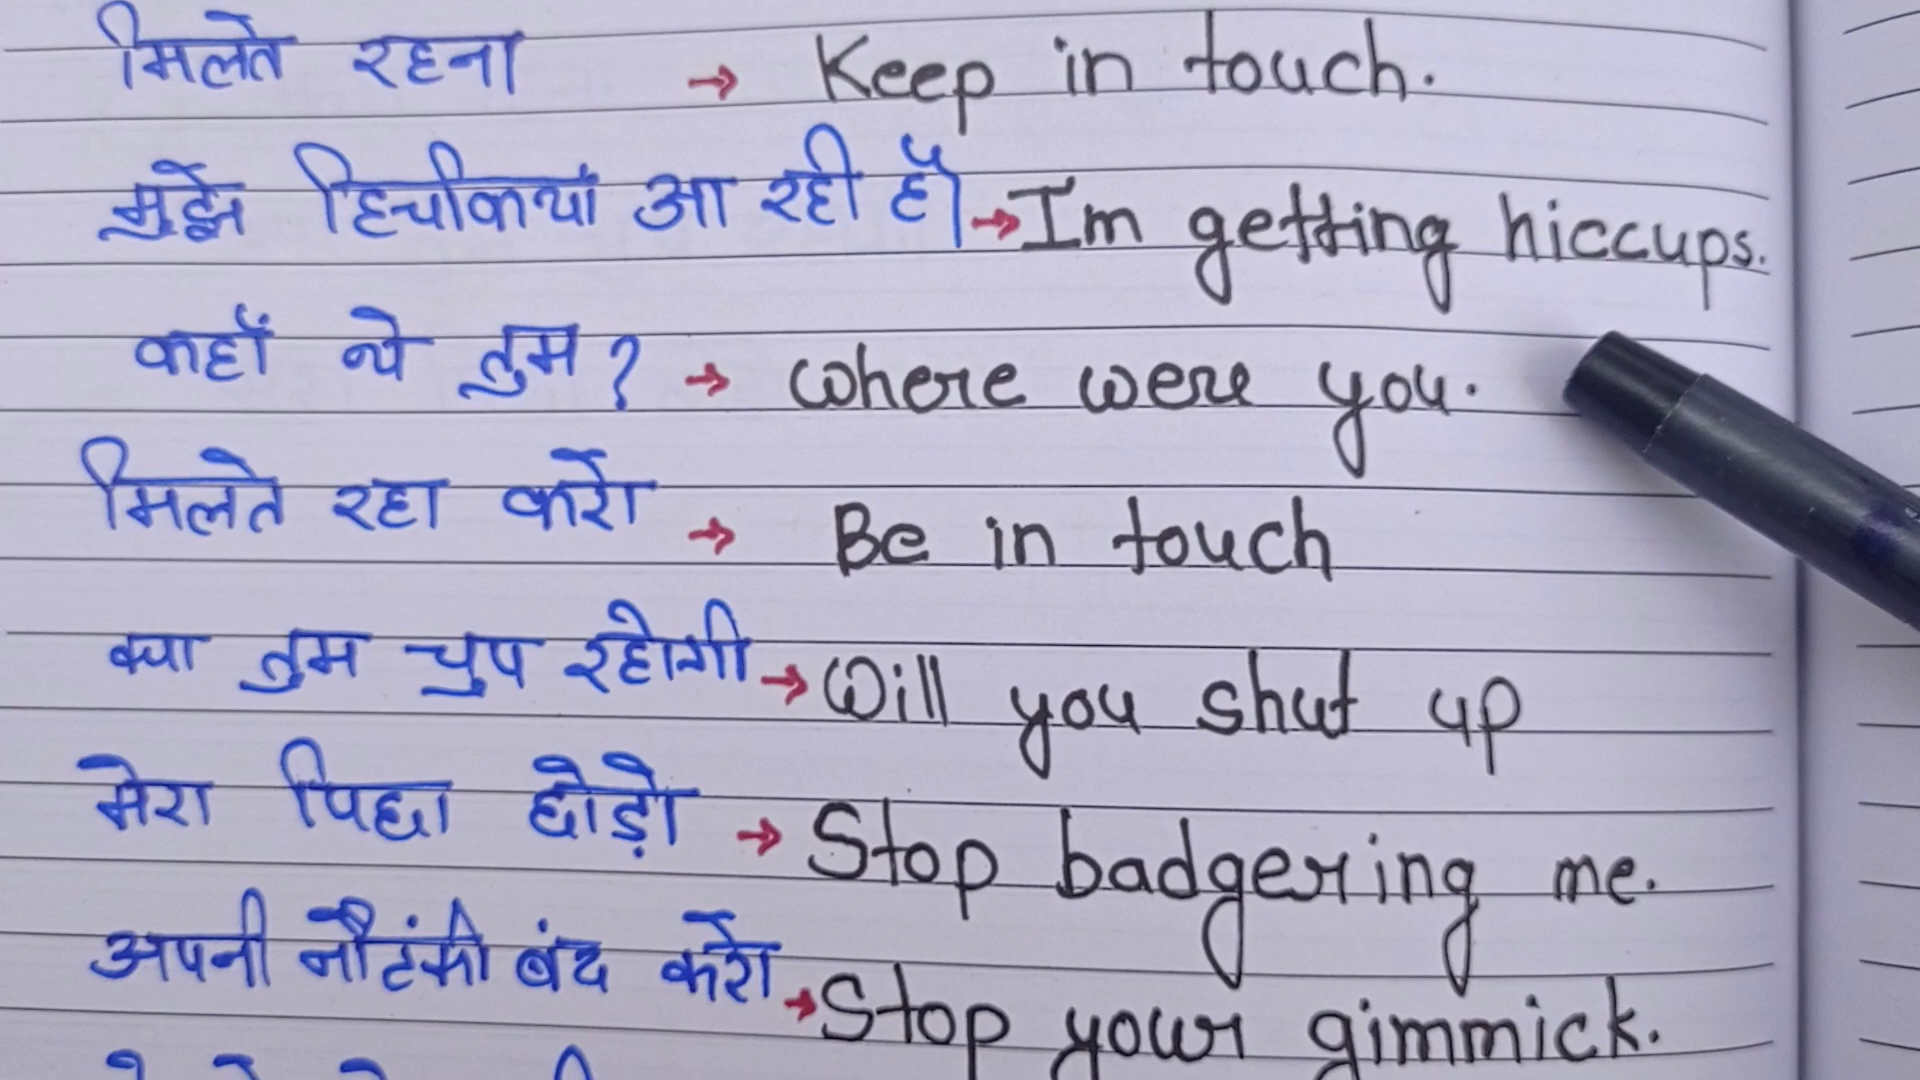 मिलते रहना → Keep in touch.
मुझे हिचकियां आ रही हैं। → Im getting hiccups.
कहाँ थे तुम? → Where were you.
मिलते रहा करो → Be in touch
क्या तुम चुप रहोगी → Will you shut up
मेरा पिछा छोड़ो → Stop badgering me.
अपनी नौटंकी बंद करो → Stop your gimmick.